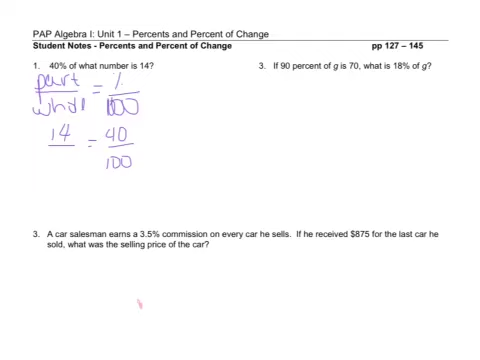 PAP Algebra I: Unit 1 – Percents and Percent of Change
Student Notes - Percents and Percent of Change pp 127 – 145
1. 40% of what number is 14?
part / whol = % / 100
14 = 40 / 100
3. If 90 percent of g is 70, what is 18% of g?
3. A car salesman earns a 3.5% commission on every car he sells. If he received $875 for the last car he
sold, what was the selling price of the car?